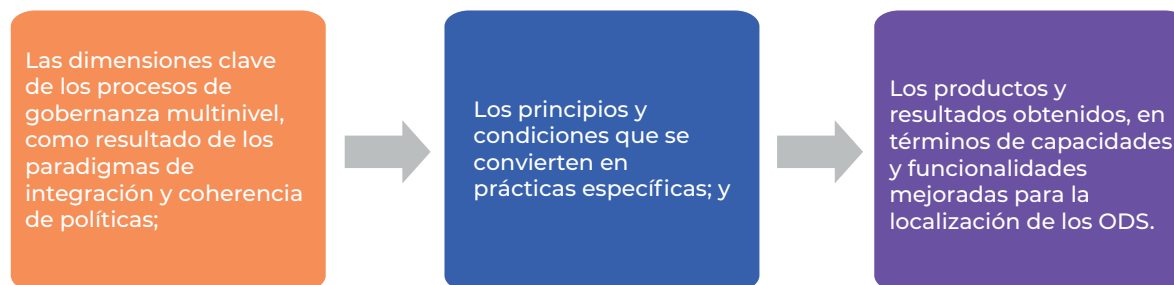 Las dimensiones clave
de los procesos de
gobernanza multinivel,
como resultado de los
paradigmas de
integración y coherencia
de políticas;
Los principios y
condiciones que se
convierten en
prácticas específicas; y
Los productos y
resultados obtenidos, en
términos de capacidades
y funcionalidades
mejoradas para la
localización de los ODS.